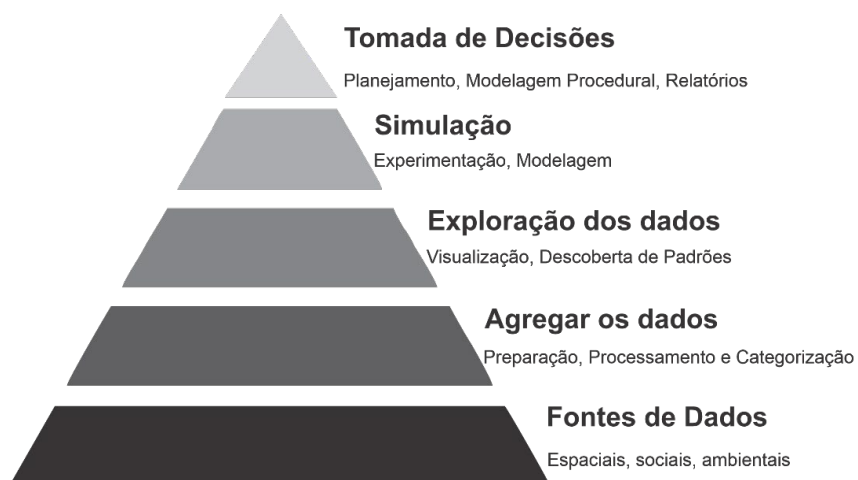 Tomada de Decisões
Planejamento, Modelagem Procedural, Relatórios
Simulação
Experimentação, Modelagem
Exploração dos dados
Visualização, Descoberta de Padrões
Agregar os dados
Preparação, Processamento e Categorização
Fontes de Dados
Espaciais, sociais, ambientais